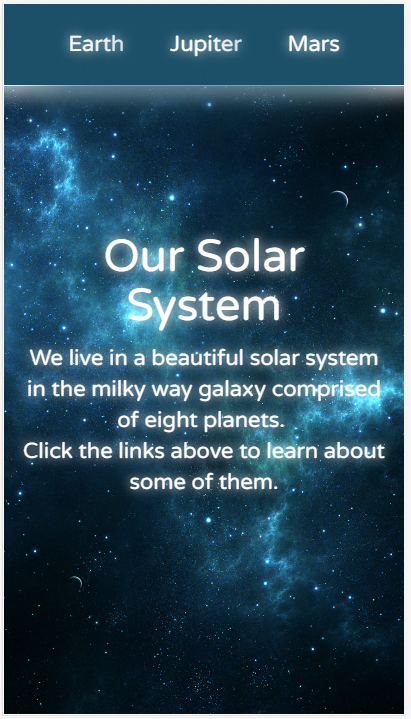 Earth Jupiter Mars
Our Solar
System
We live in a beautiful solar system
in the milky way galaxy comprised
of eight planets.
Click the links above to learn about
some of them.